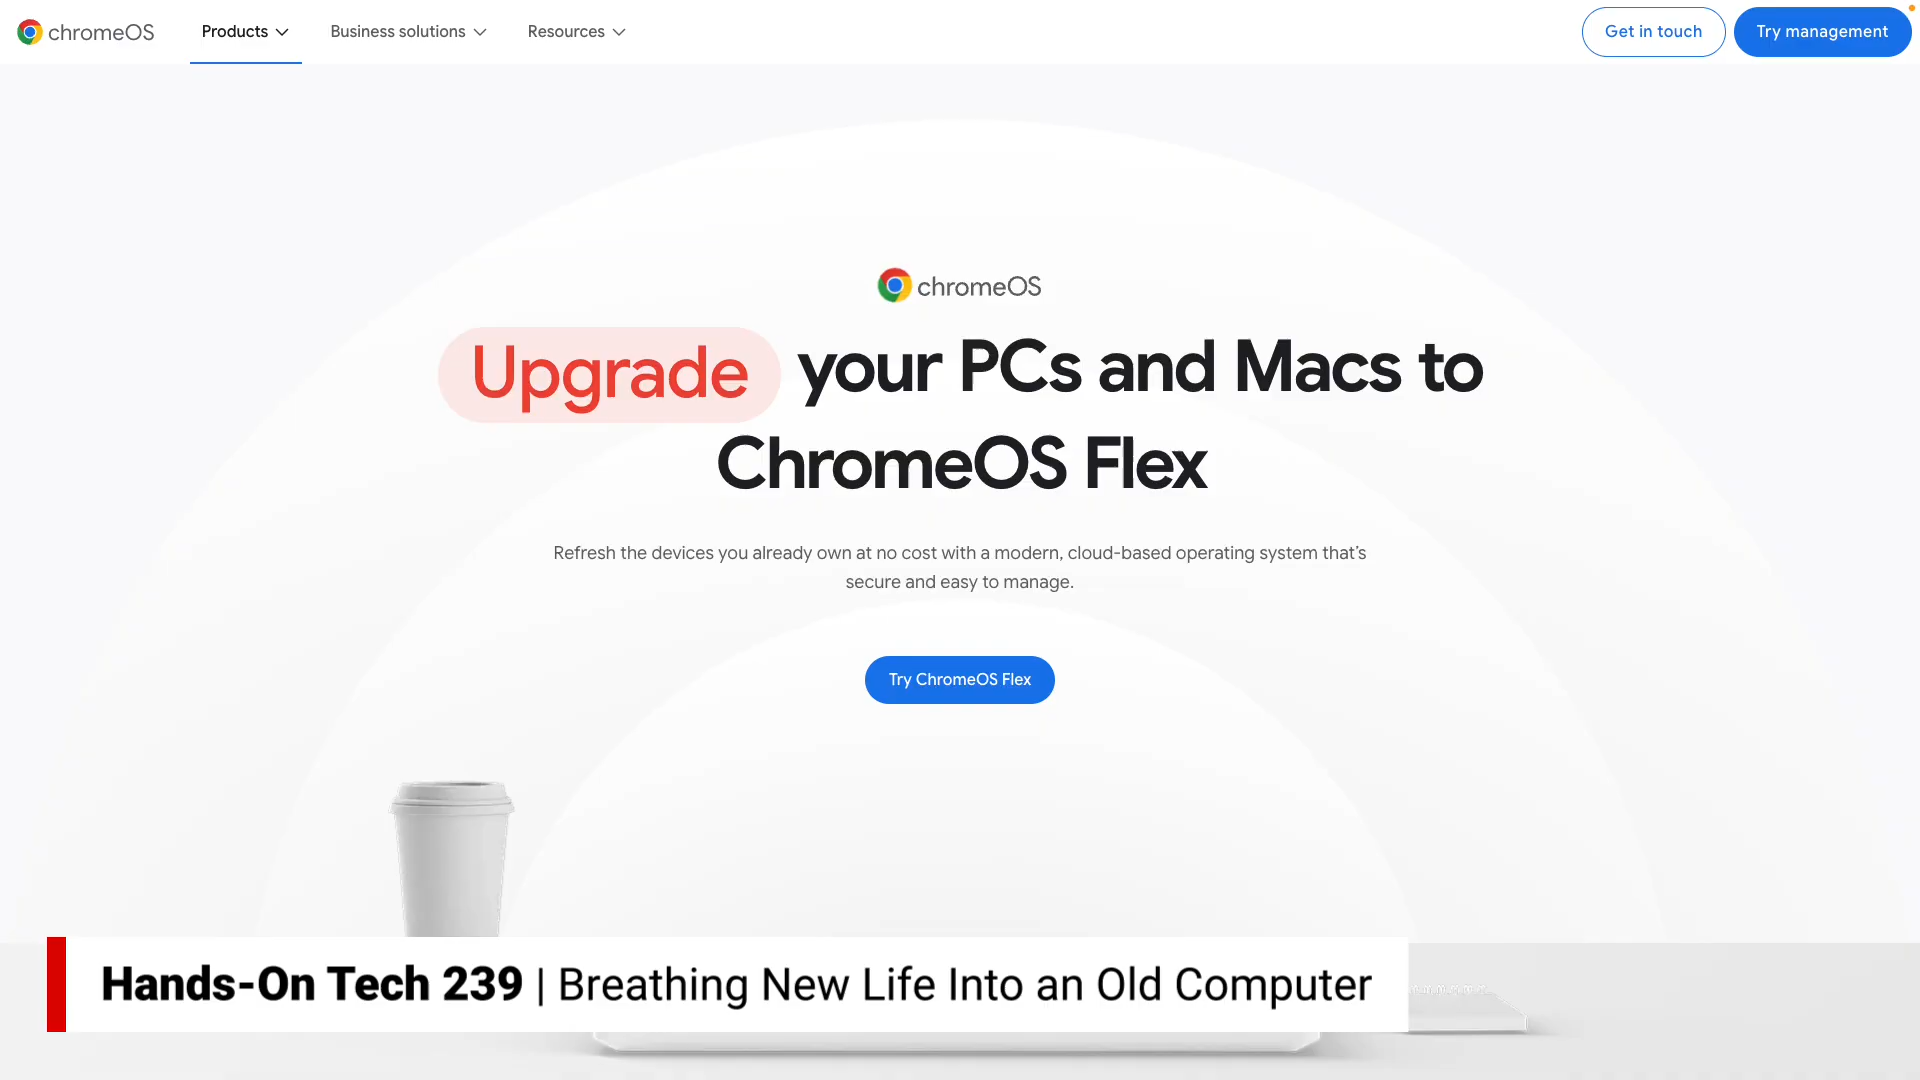 chromeOS
Products
Business solutions
Resources
Get in touch
Try management
chromeOS
Upgrade your PCs and Macs to
ChromeOS Flex
Refresh the devices you already own at no cost with a modern, cloud-based operating system that's
secure and easy to manage.
Try ChromeOS Flex
Hands-On Tech 239 | Breathing New Life Into an Old Computer